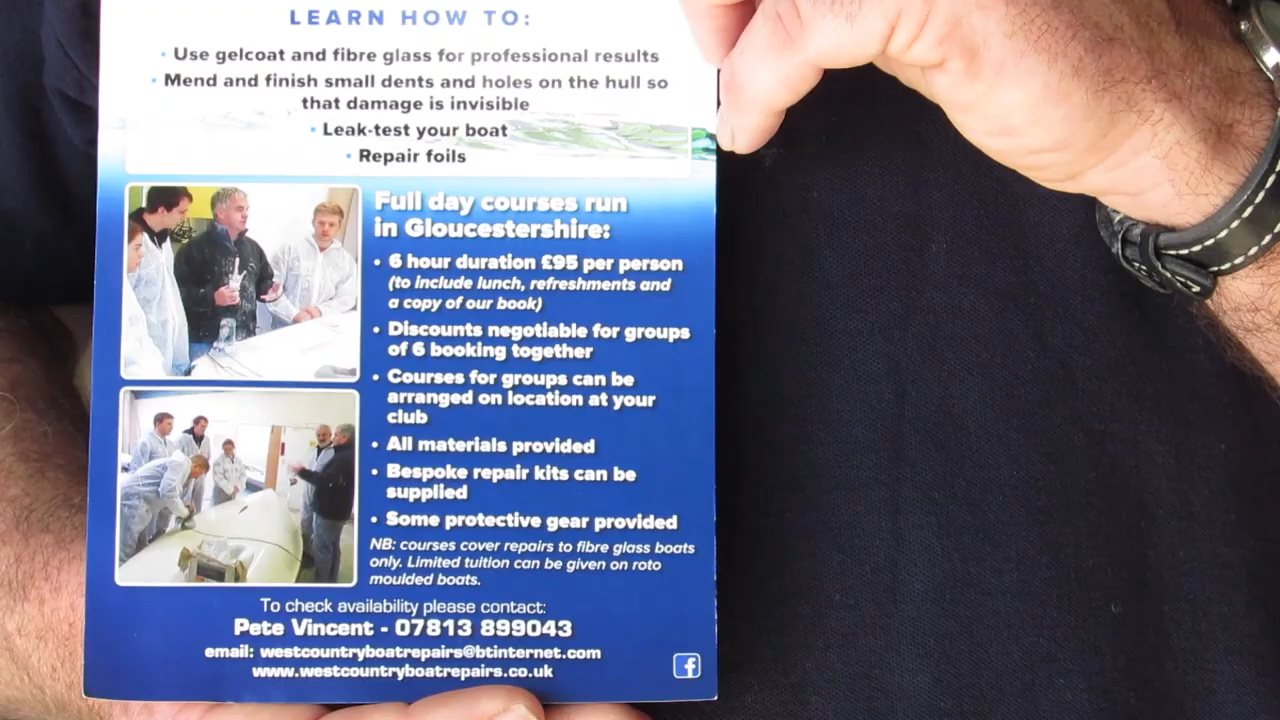 LEARN HOW TO:
• Use gelcoat and fibre glass for professional results
• Mend and finish small dents and holes on the hull so
that damage is invisible
• Leak-test your boat
• Repair foils
Full day courses run
in Gloucestershire:
• 6 hour duration £95 per person
(to include lunch, refreshments and
a copy of our book)
• Discounts negotiable for groups
of 6 booking together
• Courses for groups can be
arranged on location at your
club
• All materials provided
• Bespoke repair kits can be
supplied
• Some protective gear provided
NB: courses cover repairs to fibre glass boats
only. Limited tuition can be given on roto
moulded boats.
To check availability please contact:
Pete Vincent - 07813 899043
email: westcountryboatrepairs@btinternet.com
www.westcountryboatrepairs.co.uk
f